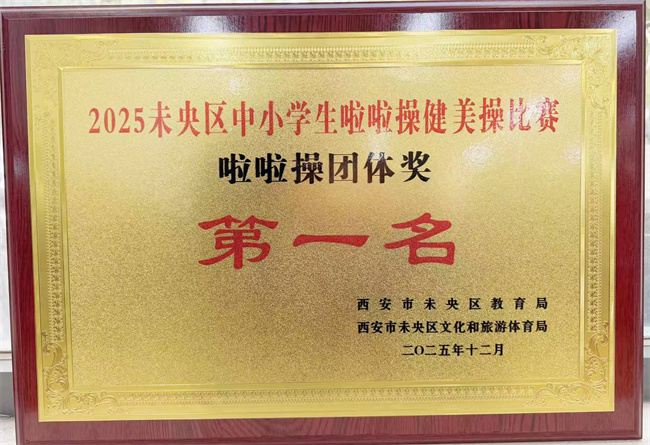 2025未央区中小学生啦啦操健美操比赛
啦啦操团体奖
第一名
西安市未央区教育局
西安市未央区文化和旅游体育局
二〇二五年十二月